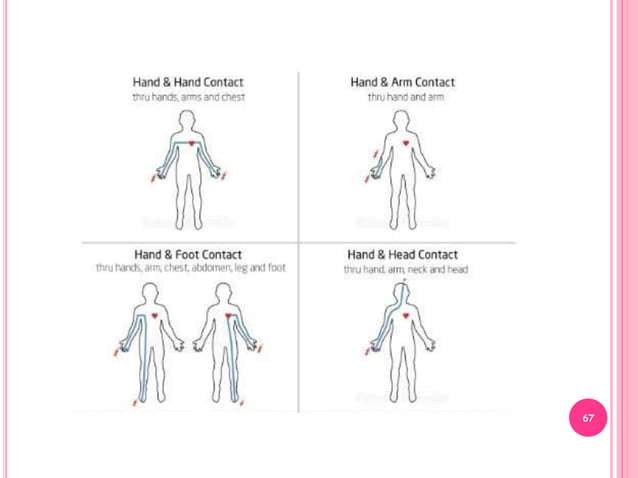 Hand & Hand Contact
thru hands, arms and chest
Hand & Arm Contact
thru hand and arm
Hand & Foot Contact
thru hands, arm, chest, abdomen, leg and foot
Hand & Head Contact
thru hand, arm, neck and head
67